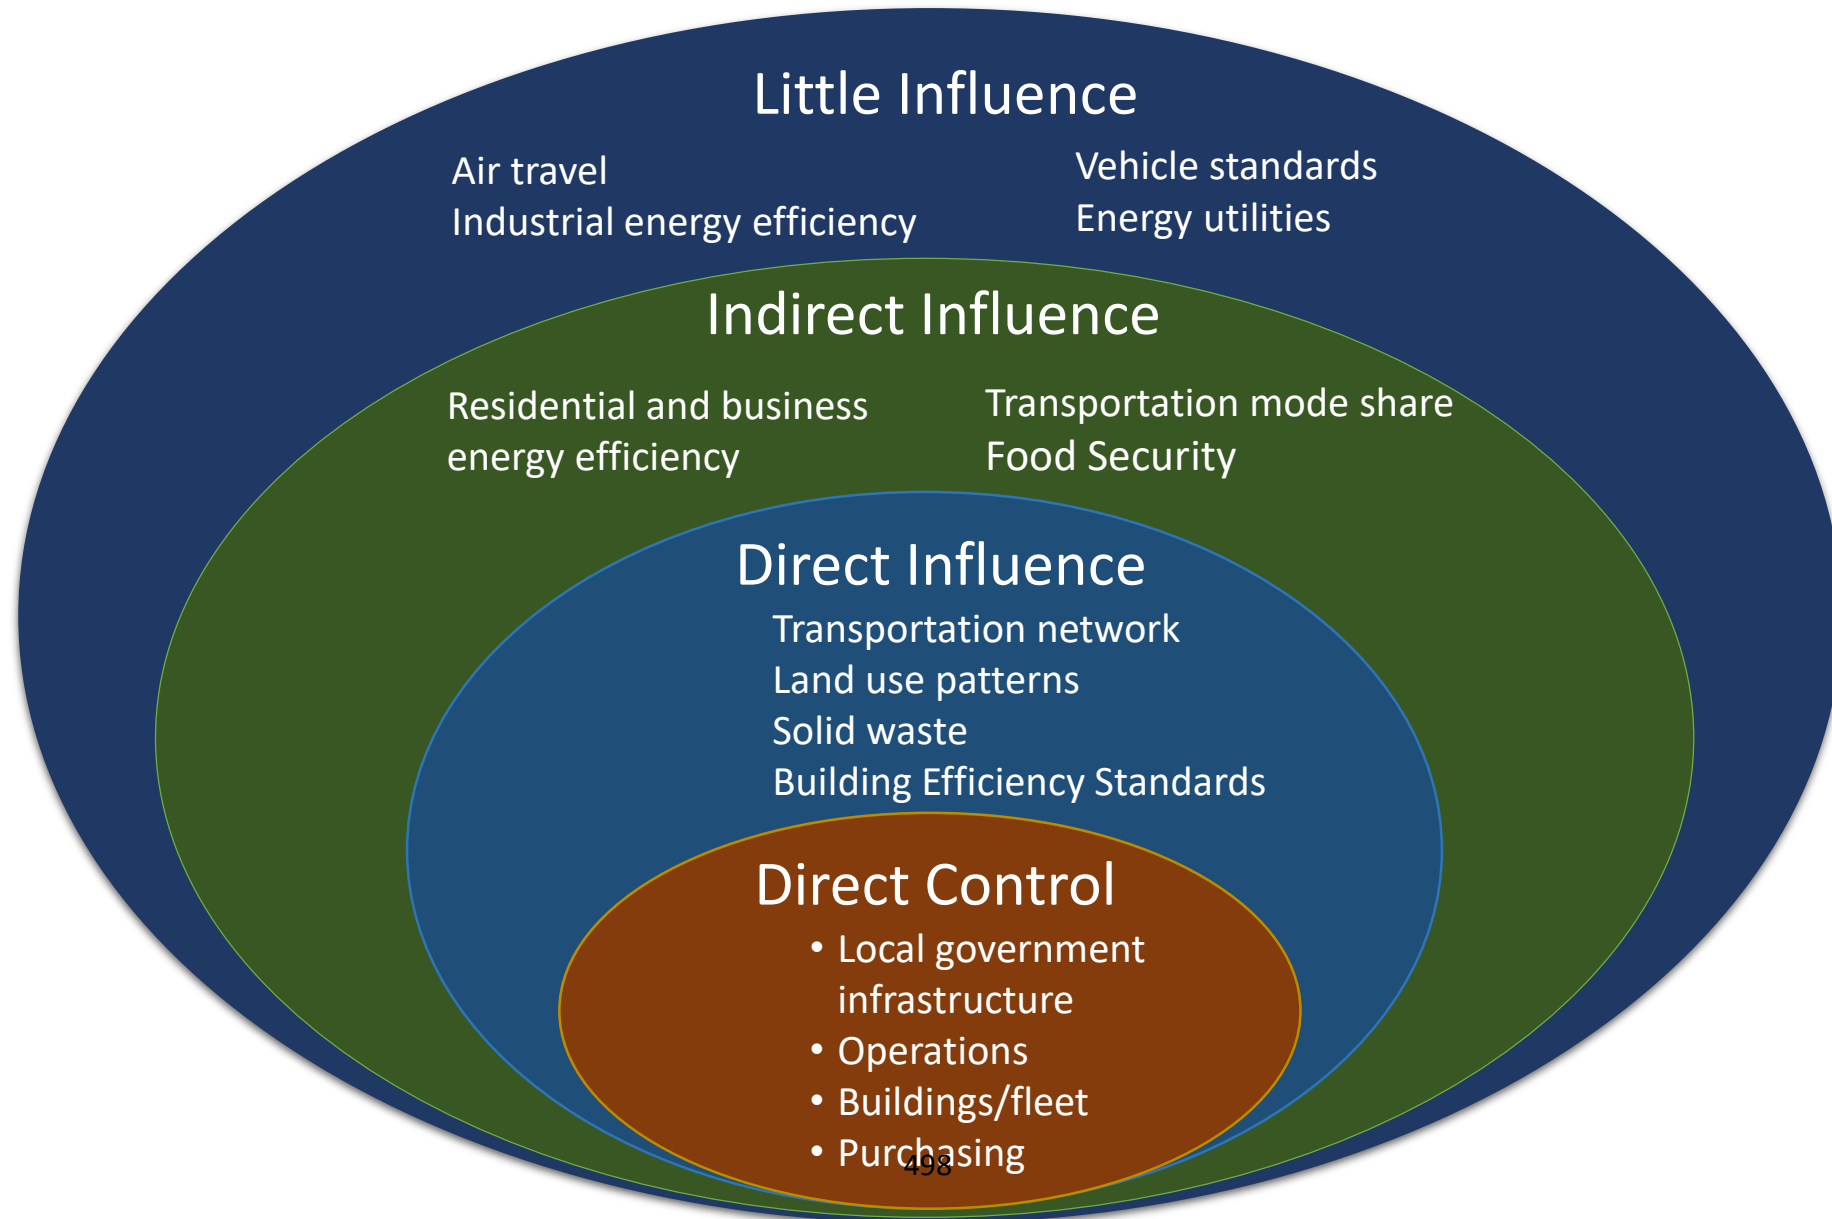 Little Influence
Air travel
Industrial energy efficiency
Vehicle standards
Energy utilities
Indirect Influence
Residential and business
energy efficiency
Transportation mode share
Food Security
Direct Influence
Transportation network
Land use patterns
Solid waste
Building Efficiency Standards
Direct Control
• Local government
infrastructure
• Operations
• Buildings/fleet
• Purchasing
498